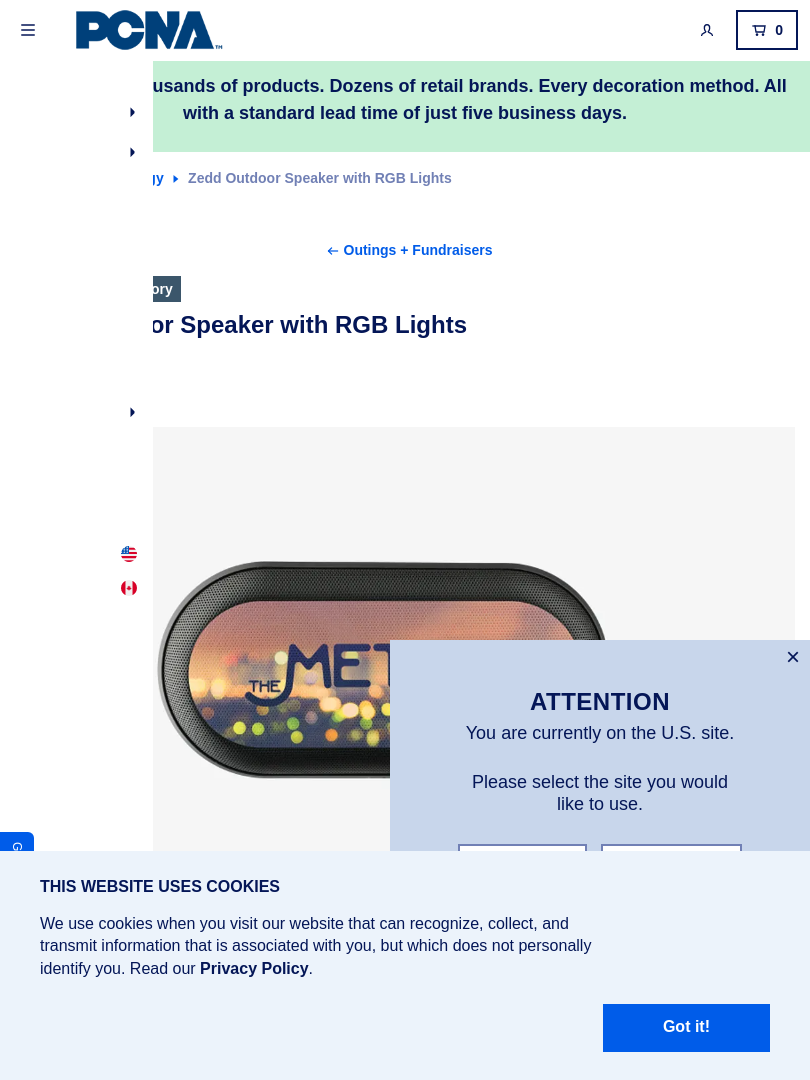 PCNA™
0
usands of products. Dozens of retail brands. Every decoration method. All
with a standard lead time of just five business days.
gy
Zedd Outdoor Speaker with RGB Lights
Outings + Fundraisers
ory
or Speaker with RGB Lights
THE MET
ATTENTION
You are currently on the U.S. site.
Please select the site you would
like to use.
G
THIS WEBSITE USES COOKIES
We use cookies when you visit our website that can recognize, collect, and
transmit information that is associated with you, but which does not personally
identify you. Read our Privacy Policy.
Got it!